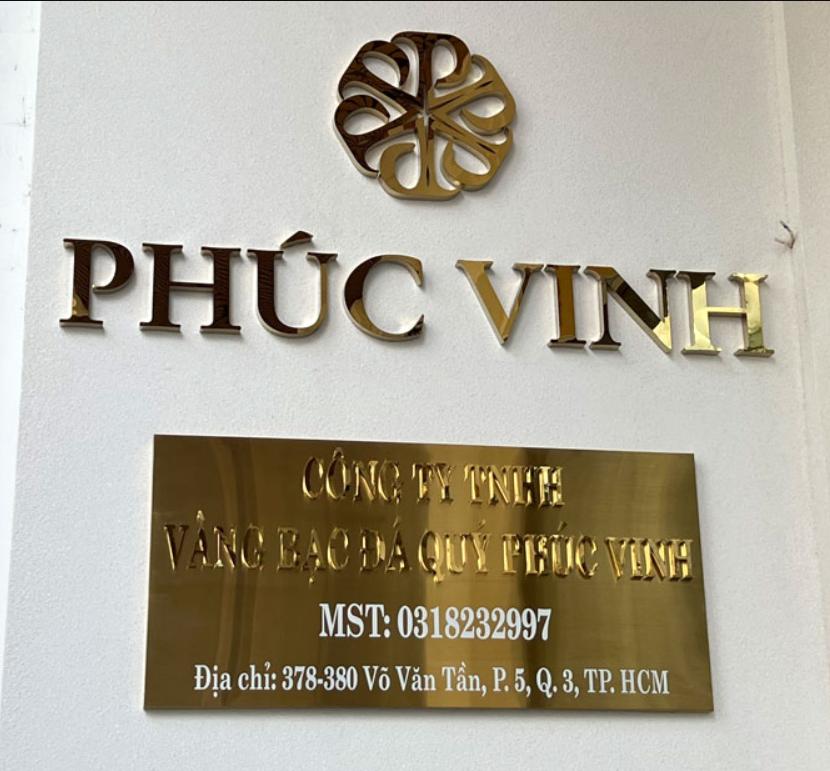 PHÚC VINH
CÔNG TY TNHH
VÀNG BẠC ĐÁ QUÝ PHÚC VINH
MST: 0318232997
Địa chỉ: 378-380 Võ Văn Tần, P. 5, Q. 3, TP. HCM